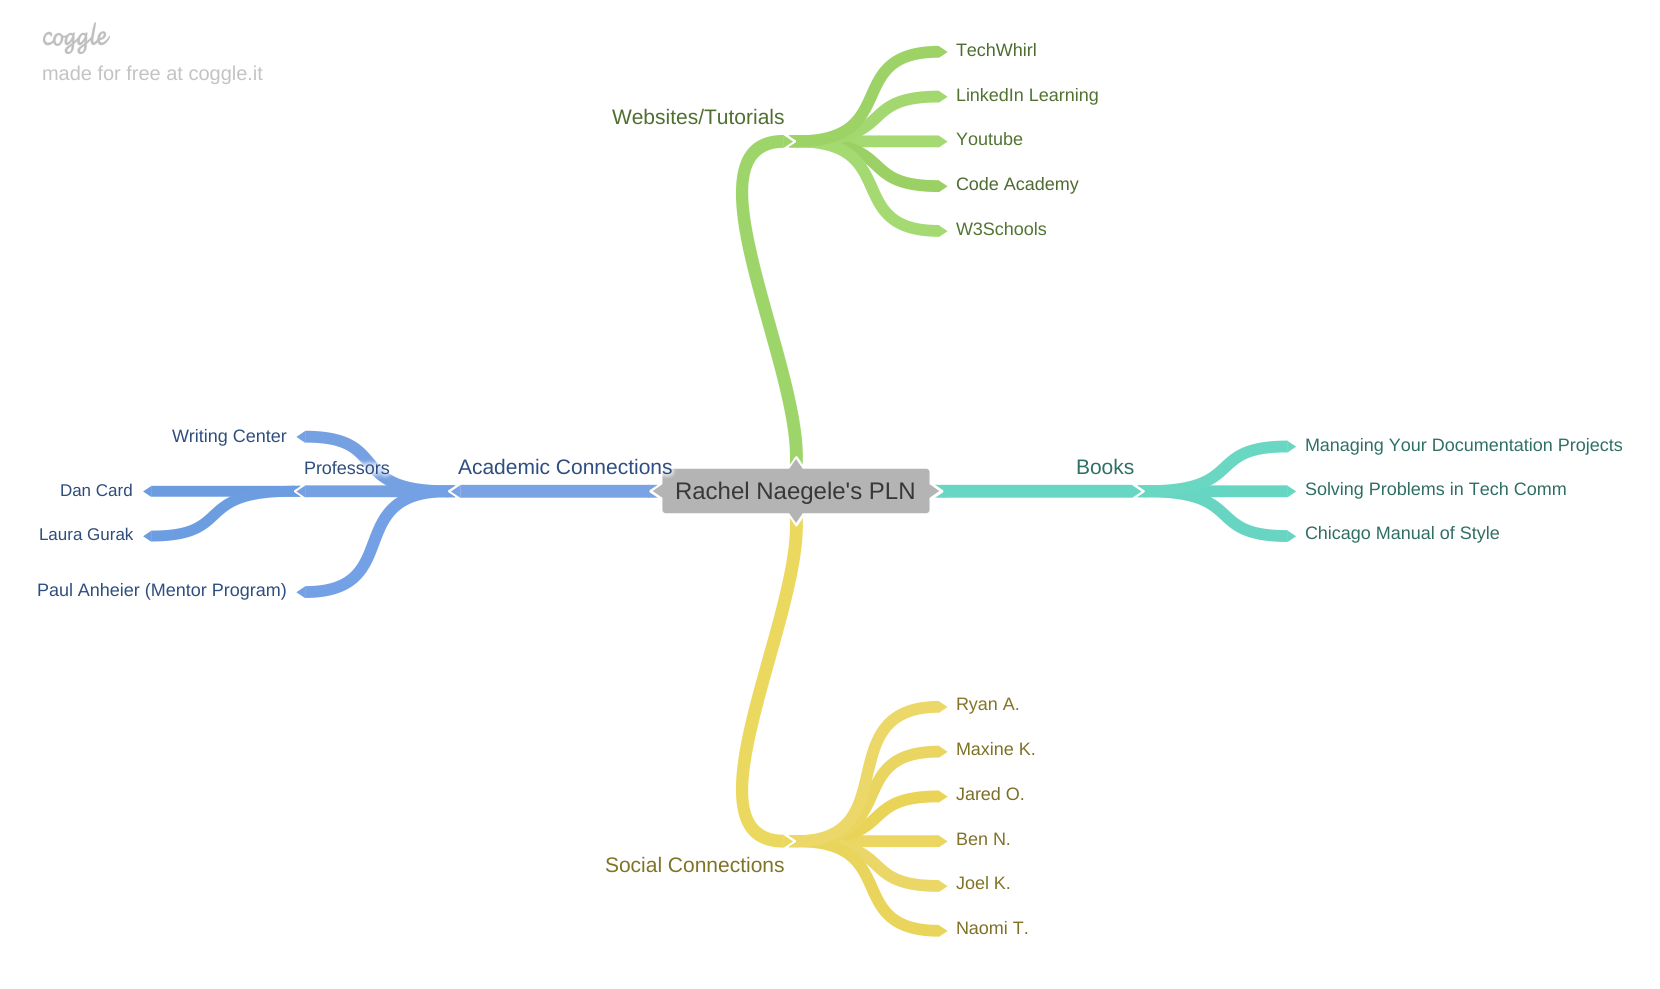 coggle
made for free at coggle.it
Websites/Tutorials
TechWhirl
LinkedIn Learning
Youtube
Code Academy
W3Schools
Writing Center
Professors
Dan Card
Laura Gurak
Paul Anheier (Mentor Program)
Academic Connections
Rachel Naegele's PLN
Books
Managing Your Documentation Projects
Solving Problems in Tech Comm
Chicago Manual of Style
Social Connections
Ryan A.
Maxine K.
Jared O.
Ben N.
Joel K.
Naomi T.